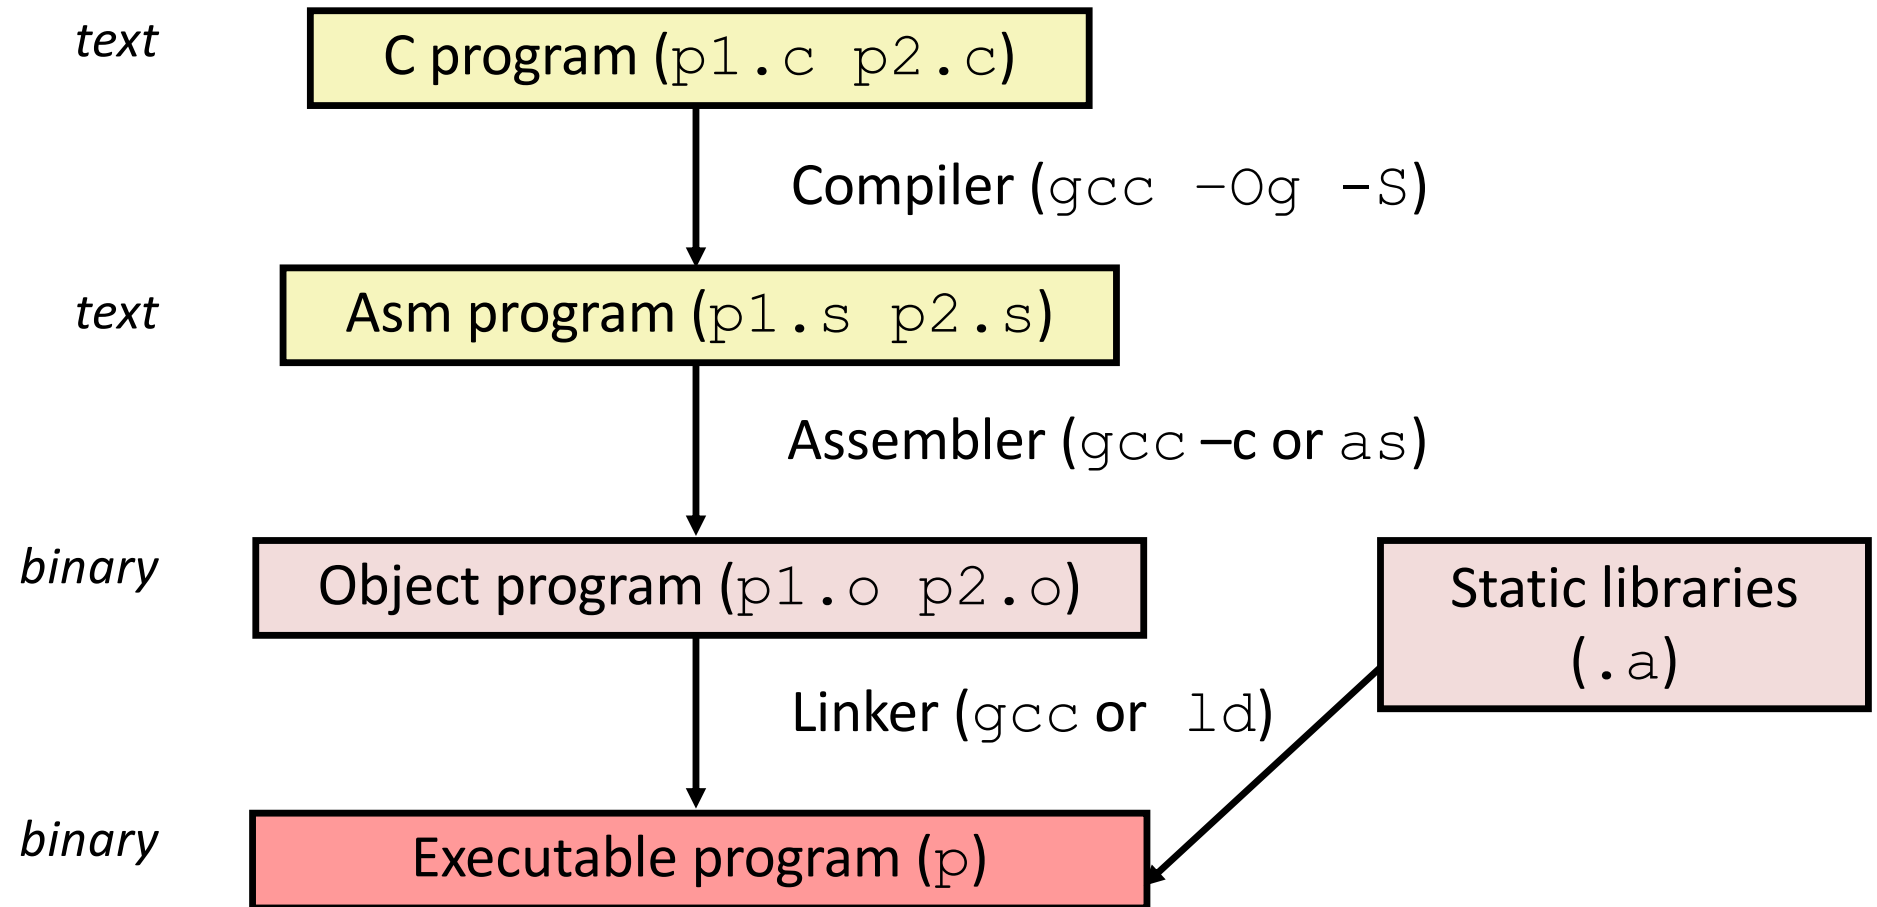 text
C program (p1.c p2.c)
Compiler (gcc –Og -S)
text
Asm program (p1.s p2.s)
Assembler (gcc –c or as)
binary
Object program (p1.o p2.o)
Static libraries
(.a)
Linker (gcc or ld)
binary
Executable program (p)